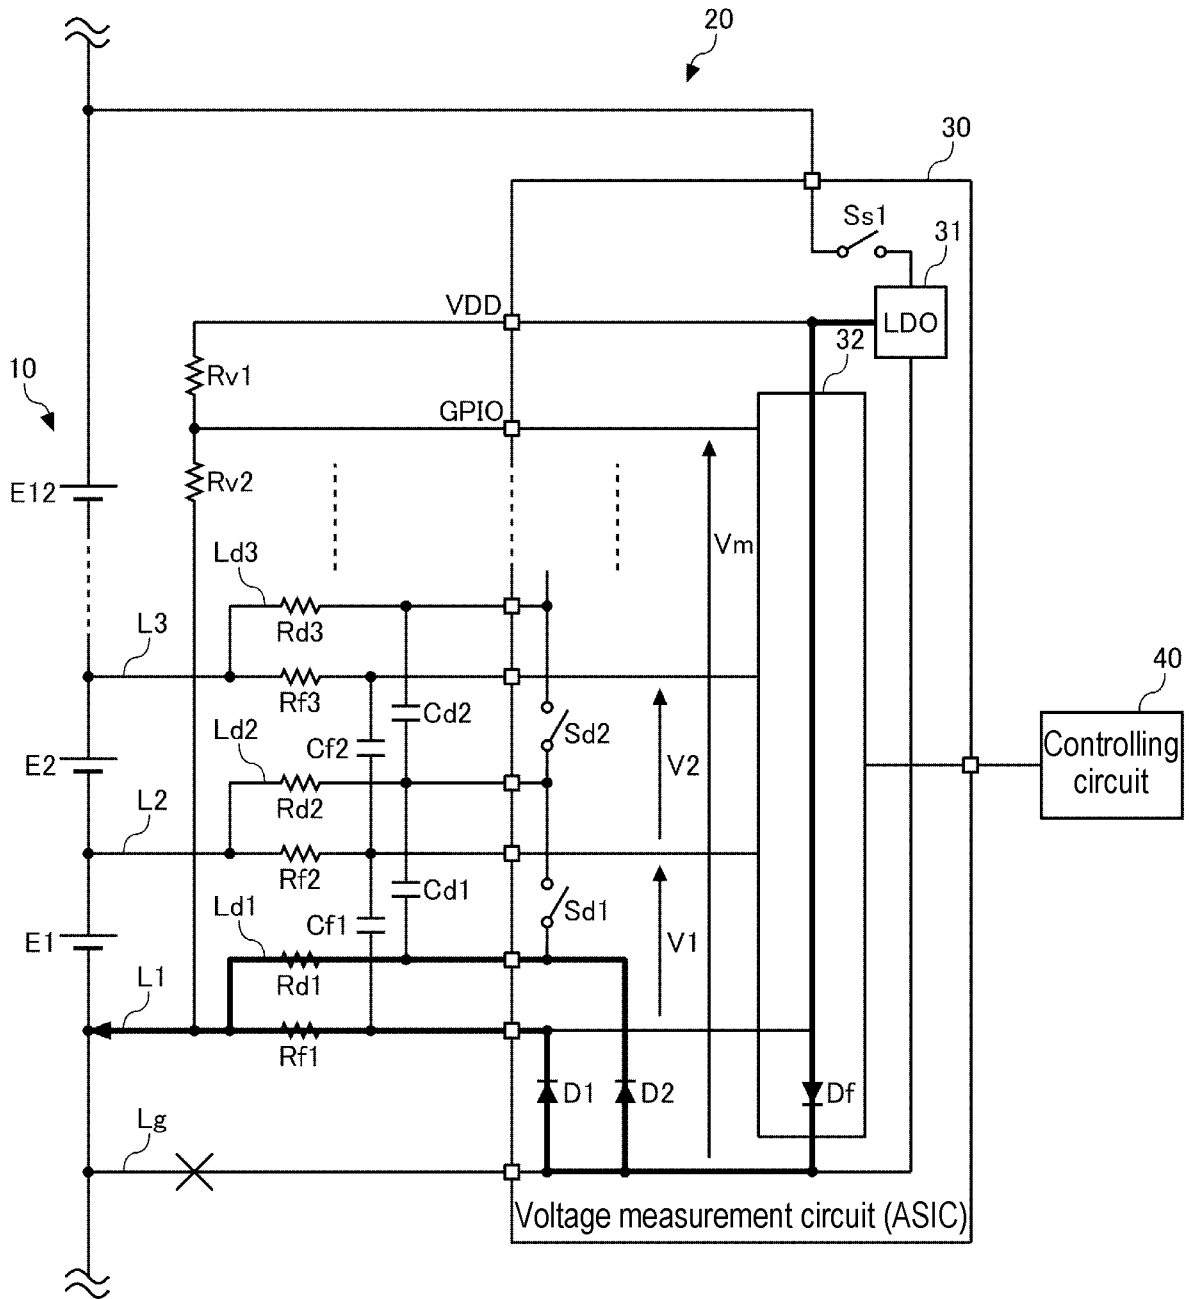 20
30
Ss1
31
LDO
VDD
32
10
Rv1
GPIO
E12
Rv2
Vm
Ld3
Rd3
L3
Rf3
Cd2
40
Controlling
circuit
Ld2
Cf2
Sd2
V2
E2
Rd2
L2
Rf2
Cd1
Ld1
Cf1
Sd1
V1
E1
Rd1
L1
Rf1
D1
D2
Df
Lg
Voltage measurement circuit (ASIC)